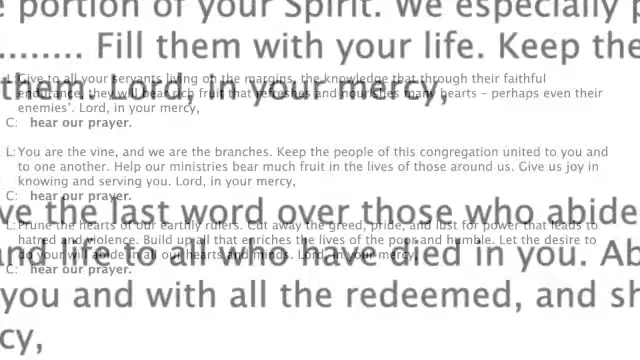 portion of your Spirit. We especially
........ Fill them with your life. Keep the
them. Lord, in your mercy,
L: Give to all your servants living on the margins, the knowledge that through their faithful
endurance, they will bear rich fruit that refreshes and nourishes many hearts – perhaps even their
enemies’. Lord, in your mercy,
C: hear our prayer.
L: You are the vine, and we are the branches. Keep the people of this congregation united to you and
to one another. Help our ministries bear much fruit in the lives of those around us. Give us joy in
knowing and serving you. Lord, in your mercy,
C: hear our prayer.
ve the last word over those who abide
L: Prune the hearts of our earthly rulers. Cut away the greed, pride, and lust for power that leads to
hatred and violence. Build up all that enriches the lives of the poor and humble. Let the desire to
do your will abide in all our hearts and minds. Lord, in your mercy,
C: hear our prayer.
and life to all who have died in you. Ab
you and with all the redeemed, and sh
cy,